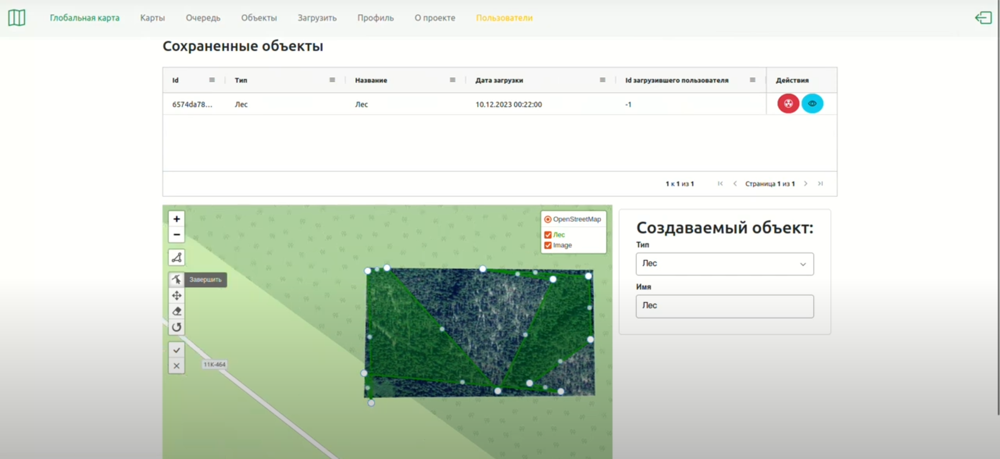 Глобальная карта Карты Очередь Объекты Загрузить Профиль О проекте Пользователи
Сохраненные объекты
Id Тип Название Дата загрузки Id загрузившего пользователя Действия
6574da78... Лес Лес 10.12.2023 00:22:00 -1
1 к 1 из 1 Страница 1 из 1
+
−
Завершить
11К-464
OpenStreetMap
Лес
Image
Создаваемый объект:
Тип
Лес
Имя
Лес